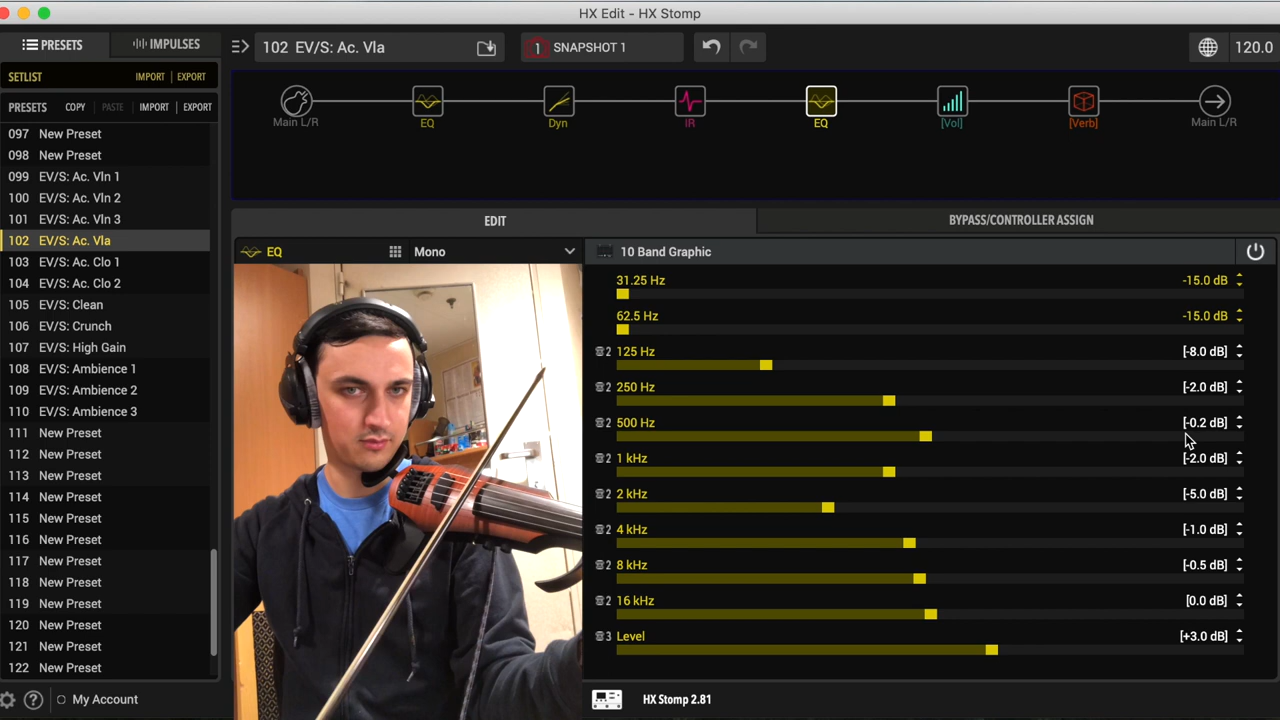 HX Edit - HX Stomp
PRESETS
IMPULSES
102 EV/S: Ac. Vla
1 SNAPSHOT 1
120.0
SETLIST IMPORT | EXPORT
PRESETS COPY PASTE IMPORT | EXPORT
097 New Preset
098 New Preset
099 EV/S: Ac. Vln 1
100 EV/S: Ac. Vln 2
101 EV/S: Ac. Vln 3
102 EV/S: Ac. Vla
103 EV/S: Ac. Clo 1
104 EV/S: Ac. Clo 2
105 EV/S: Clean
106 EV/S: Crunch
107 EV/S: High Gain
108 EV/S: Ambience 1
109 EV/S: Ambience 2
110 EV/S: Ambience 3
111 New Preset
112 New Preset
113 New Preset
114 New Preset
115 New Preset
116 New Preset
117 New Preset
118 New Preset
119 New Preset
120 New Preset
121 New Preset
122 New Preset
? My Account
Main L/R EQ Dyn IR EQ [Vol] [Verb] Main L/R
EDIT BYPASS/CONTROLLER ASSIGN
EQ Mono 10 Band Graphic
31.25 Hz -15.0 dB
62.5 Hz -15.0 dB
2 125 Hz [-8.0 dB]
2 250 Hz [-2.0 dB]
2 500 Hz [-0.2 dB]
2 1 kHz [-2.0 dB]
2 2 kHz [-5.0 dB]
2 4 kHz [-1.0 dB]
2 8 kHz [-0.5 dB]
2 16 kHz [0.0 dB]
3 Level [+3.0 dB]
HX Stomp 2.81